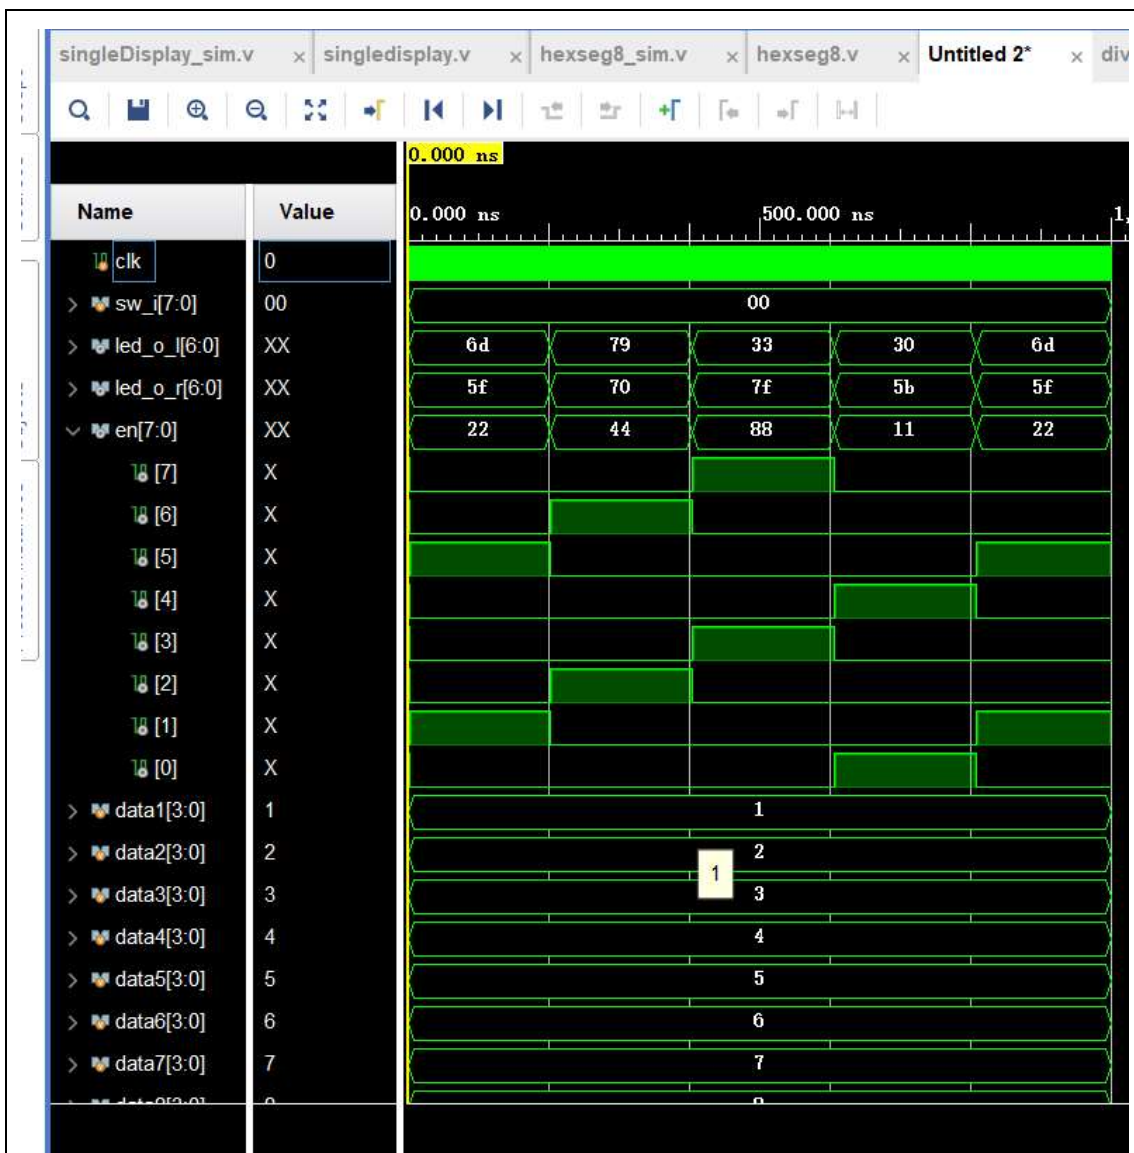 singleDisplay_sim.v × singledisplay.v × hexseg8_sim.v × hexseg8.v × Untitled 2* × div
0.000 ns
Name Value 0.000 ns 500.000 ns 1,
clk 0
sw_i[7:0] 00 00
led_o_l[6:0] XX 6d 79 33 30 6d
led_o_r[6:0] XX 5f 70 7f 5b 5f
en[7:0] XX 22 44 88 11 22
[7] X
[6] X
[5] X
[4] X
[3] X
[2] X
[1] X
[0] X
data1[3:0] 1 1
data2[3:0] 2 2
1
data3[3:0] 3 3
data4[3:0] 4 4
data5[3:0] 5 5
data6[3:0] 6 6
data7[3:0] 7 7